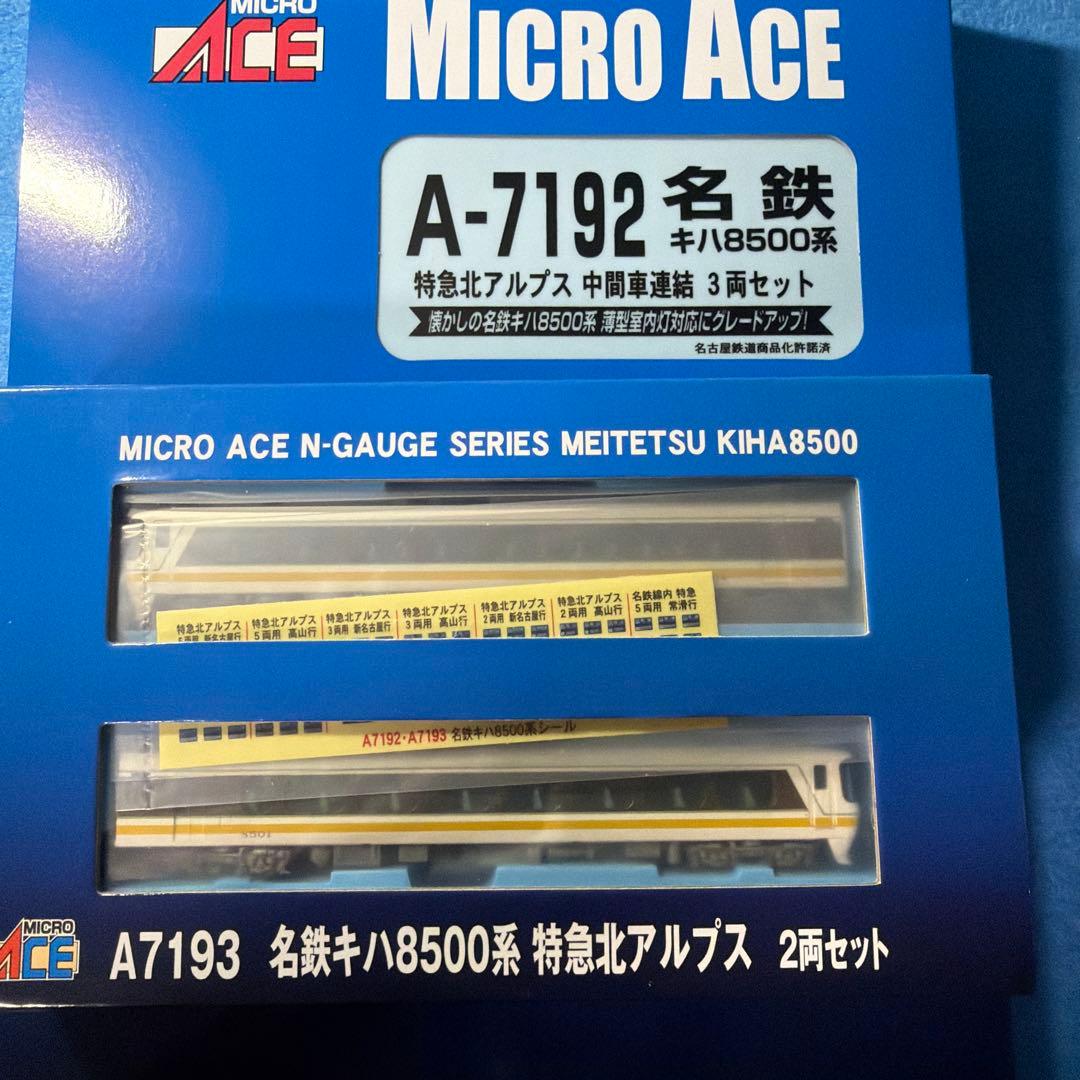 MICRO
ACE
MICRO ACE
A-7192 名鉄
キハ8500系
特急北アルプス 中間車連結 3両セット
懐かしの名鉄キハ8500系 薄型室内灯対応にグレードアップ!
名古屋鉄道商品化許諾済
MICRO ACE N-GAUGE SERIES MEITETSU KIHA8500
特急北アルプス 特急北アルプス 特急北アルプス 特急北アルプス 特急北アルプス 特急北アルプス 名鉄線内 特急
5両用 新名古屋行 5両用 高山行 3両用 新名古屋行 3両用 高山行 2両用 新名古屋行 2両用 高山行 5両用 常滑行
A7192・A7193 名鉄キハ8500系シール
8501
MICRO
ACE
A7193 名鉄キハ8500系 特急北アルプス 2両セット